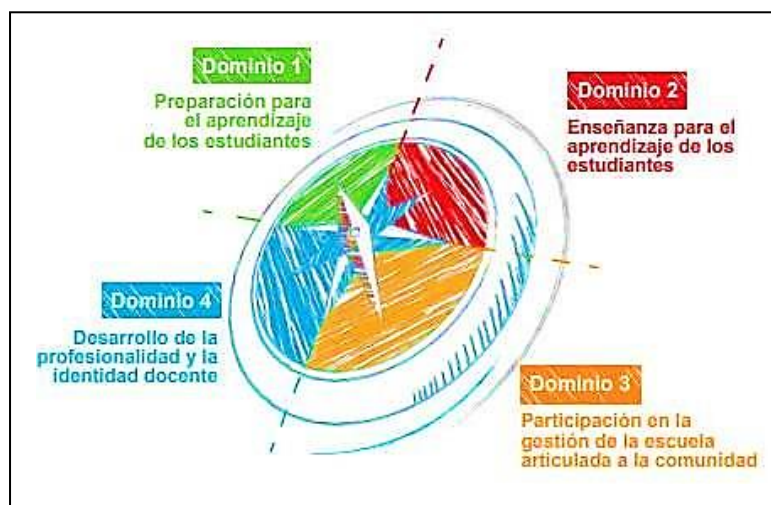 Dominio 1
Preparación para
el aprendizaje
de los estudiantes
Dominio 2
Enseñanza para el
aprendizaje de los
estudiantes
Dominio 4
Desarrollo de la
profesionalidad y la
identidad docente
Dominio 3
Participación en la
gestión de la escuela
articulada a la comunidad